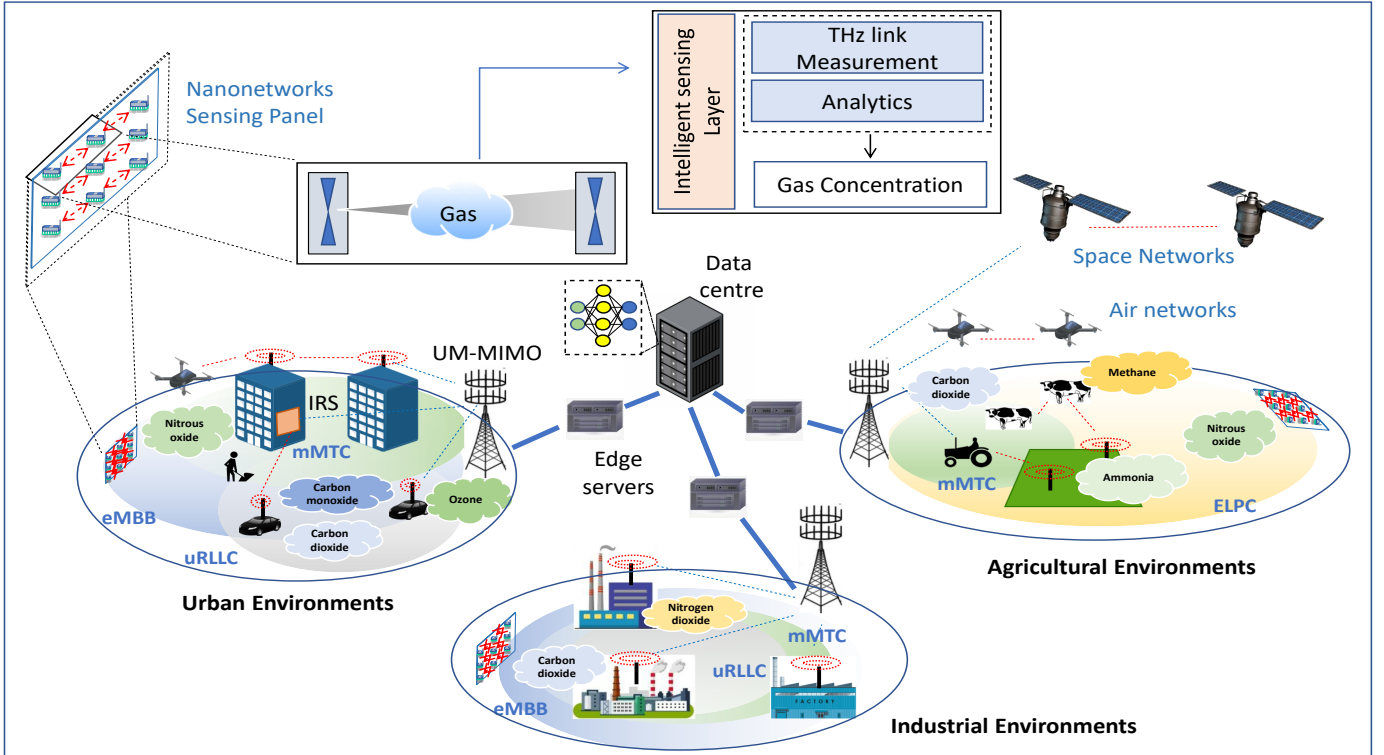 Nanonetworks
Sensing Panel
Gas
Intelligent sensing
Layer
THz link
Measurement
Analytics
Gas Concentration
Space Networks
Air networks
Data
centre
UM-MIMO
IRS
Nitrous
oxide
mMTC
Carbon
monoxide
Ozone
Carbon
dioxide
eMBB
uRLLC
Urban Environments
Edge
servers
Carbon
dioxide
Methane
Nitrous
oxide
mMTC
Ammonia
ELPC
Agricultural Environments
Nitrogen
dioxide
mMTC
Carbon
dioxide
uRLLC
FACTORY
eMBB
Industrial Environments